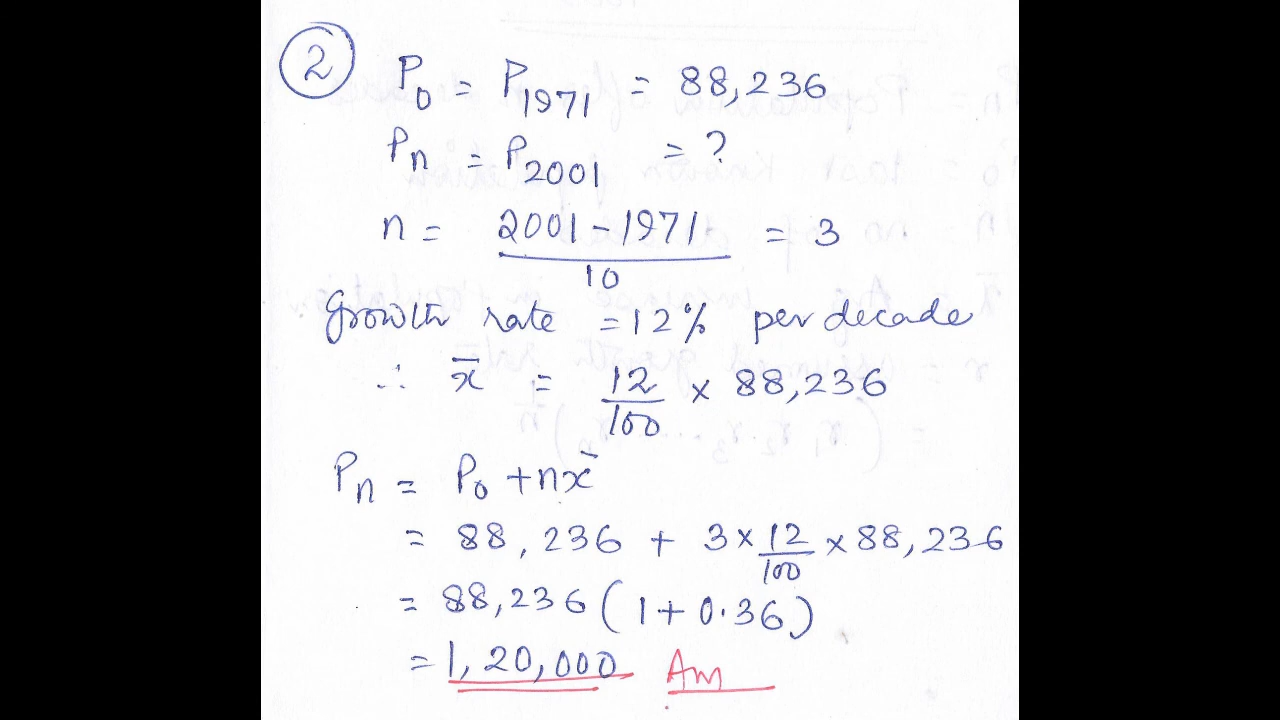 ② P₀ = P₁₉₇₁ = 88,236
Pₙ = P₂₀₀₁ = ?
n = (2001 - 1971)/10 = 3
Growth rate = 12% per decade
∴ x̄ = 12/100 × 88,236
Pₙ = P₀ + nx̄
= 88,236 + 3 × 12/100 × 88,236
= 88,236 (1 + 0.36)
= 1,20,000 Ans